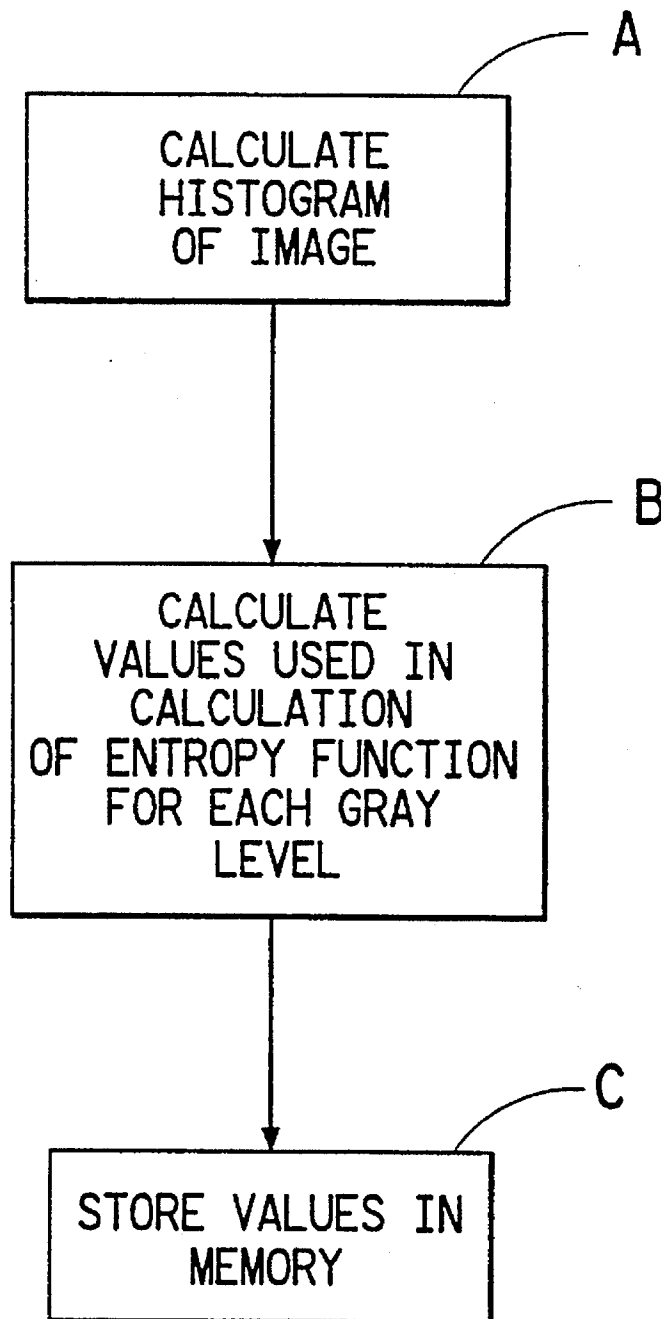 A
CALCULATE
HISTOGRAM
OF IMAGE
B
CALCULATE
VALUES USED IN
CALCULATION
OF ENTROPY FUNCTION
FOR EACH GRAY
LEVEL
C
STORE VALUES IN
MEMORY